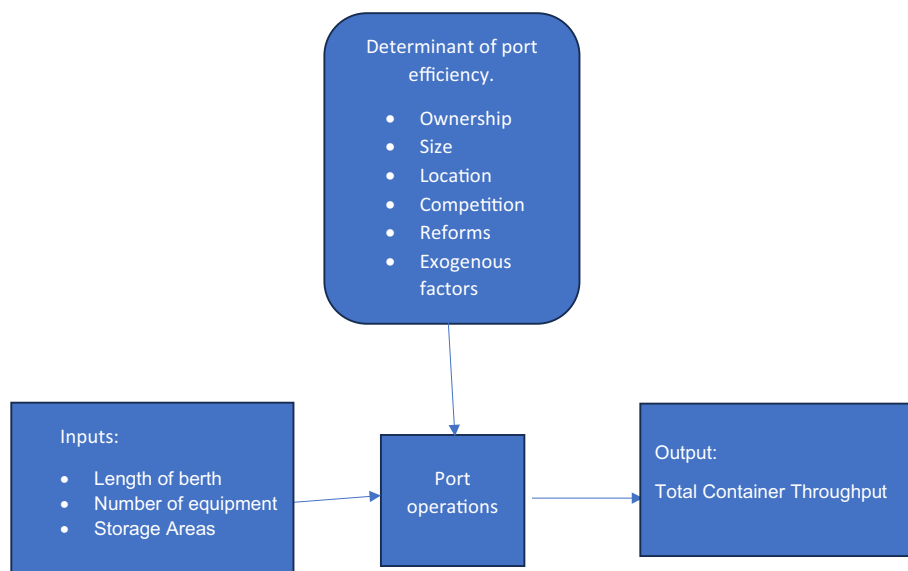 Determinant of port
efficiency.
• Ownership
• Size
• Location
• Competition
• Reforms
• Exogenous
factors
Inputs:
• Length of berth
• Number of equipment
• Storage Areas
Port
operations
Output:
Total Container Throughput